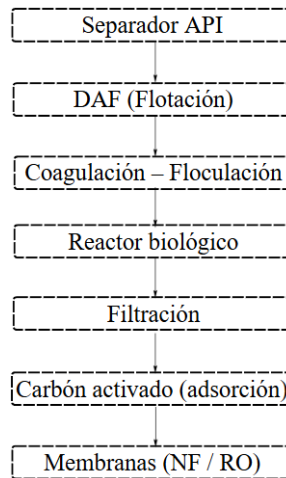 Separador API
DAF (Flotación)
Coagulación – Floculación
Reactor biológico
Filtración
Carbón activado (adsorción)
Membranas (NF / RO)